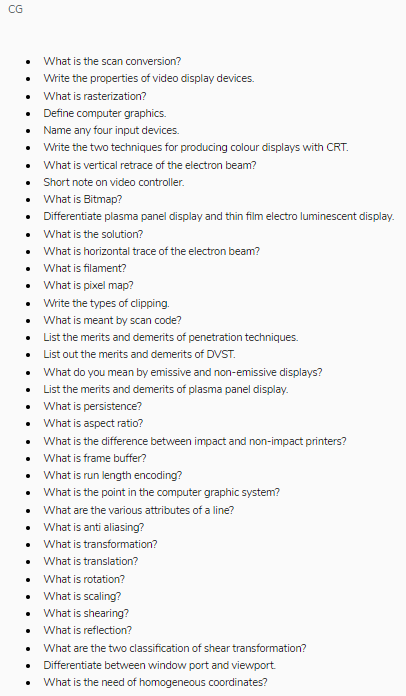 CG
What is the scan conversion?
Write the properties of video display devices.
What is rasterization?
Define computer graphics.
Name any four input devices.
Write the two techniques for producing colour displays with CRT.
What is vertical retrace of the electron beam?
Short note on video controller.
What is Bitmap?
Differentiate plasma panel display and thin film electro luminescent display.
What is the solution?
What is horizontal trace of the electron beam?
What is filament?
What is pixel map?
Write the types of clipping.
What is meant by scan code?
List the merits and demerits of penetration techniques.
List out the merits and demerits of DVST.
What do you mean by emissive and non-emissive displays?
List the merits and demerits of plasma panel display.
What is persistence?
What is aspect ratio?
What is the difference between impact and non-impact printers?
What is frame buffer?
What is run length encoding?
What is the point in the computer graphic system?
What are the various attributes of a line?
What is anti aliasing?
What is transformation?
What is translation?
What is rotation?
What is scaling?
What is shearing?
What is reflection?
What are the two classification of shear transformation?
Differentiate between window port and viewport.
What is the need of homogeneous coordinates?